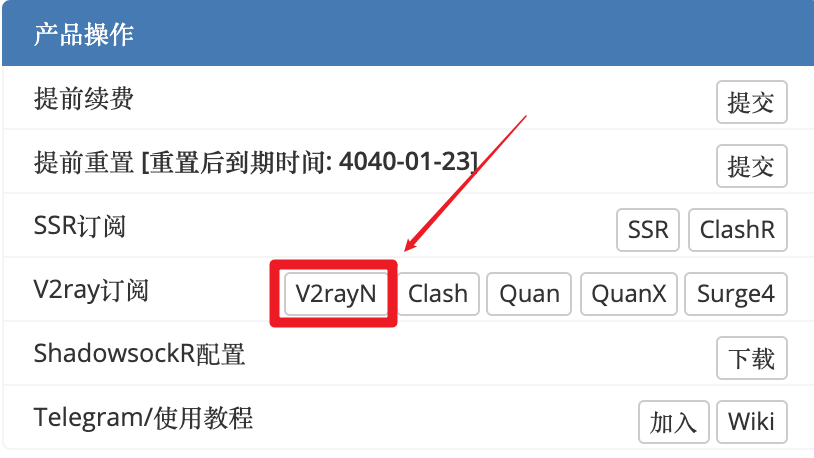 产品操作
提前续费 提交
提前重置 [重置后到期时间: 4040-01-23] 提交
SSR订阅 SSR ClashR
V2ray订阅 V2rayN Clash Quan QuanX Surge4
ShadowsockR配置 下载
Telegram/使用教程 加入 Wiki